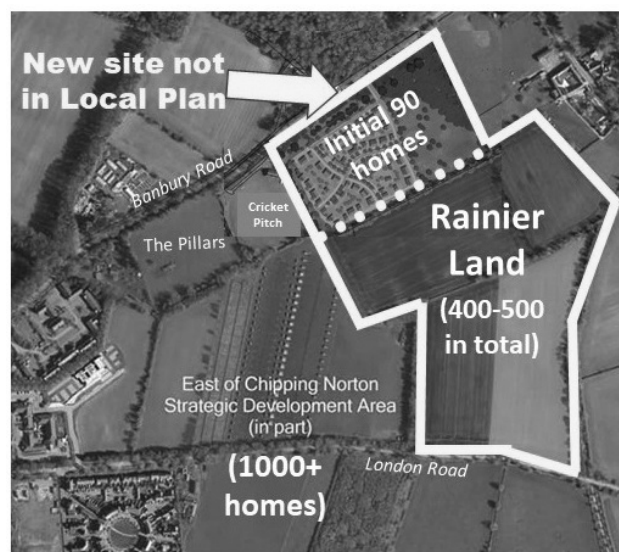 New site not
in Local Plan
Initial 90
homes
Banbury Road
Cricket
Pitch
The Pillars
Rainier
Land
(400-500
in total)
East of Chipping Norton
Strategic Development Area
(in part)
(1000+
homes)
London Road